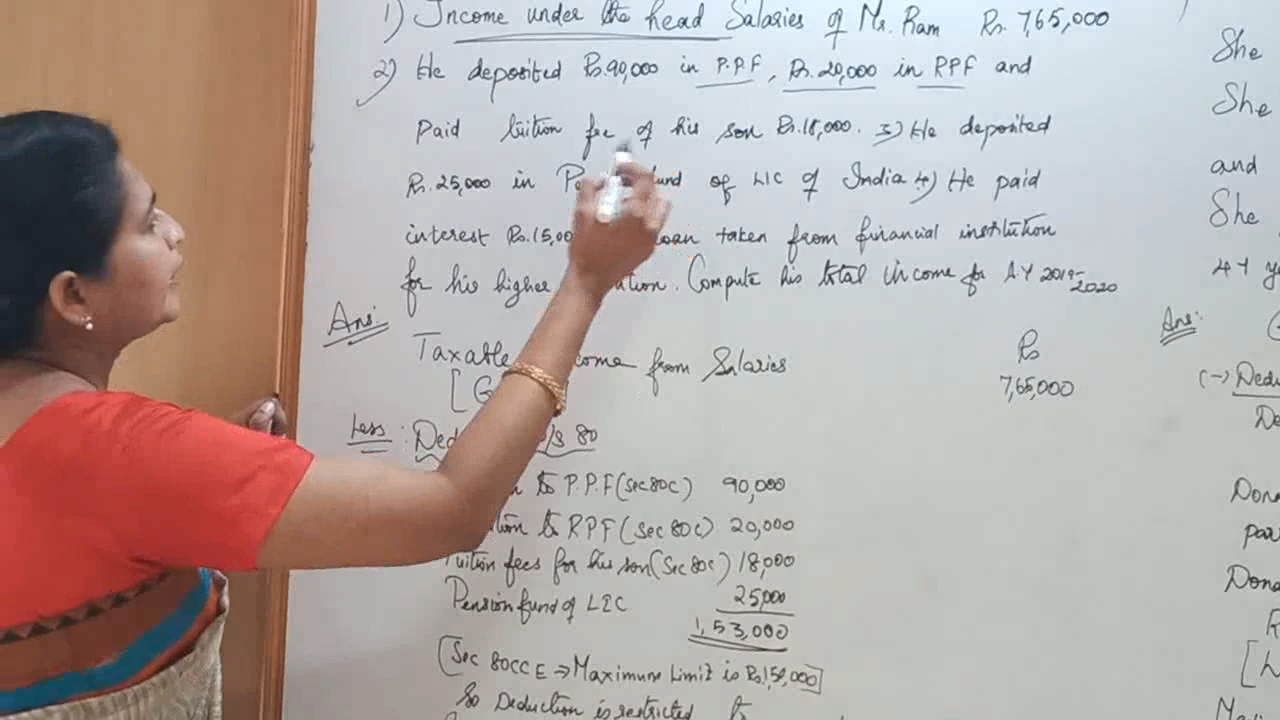 1) Income under the head Salaries of Mr. Ram Rs. 7,65,000
2) He deposited Rs.90,000 in P.P.F, Rs.20,000 in RPF and
Paid tuition fee of his son Rs.18,000. 3) He deposited
Rs.25,000 in fund of LIC of India 4) He paid
interest Rs.15,000 loan taken from financial institution
for his higher. Compute his total income for A.Y 2019-2020
Ans:
Rs
Taxable from Salaries 7,65,000
Less : u/s 80
to P.P.F (Sec 80C) 90,000
to RPF (Sec 80C) 20,000
Tuition fees for his son (Sec 80C) 18,000
Pension fund of LIC 25,000
1,53,000
[Sec 80CCE ⇒ Maximum Limit is Rs.1,50,000]
So Deduction is restricted to
She
She
and
She
4+
Ans:
(-)